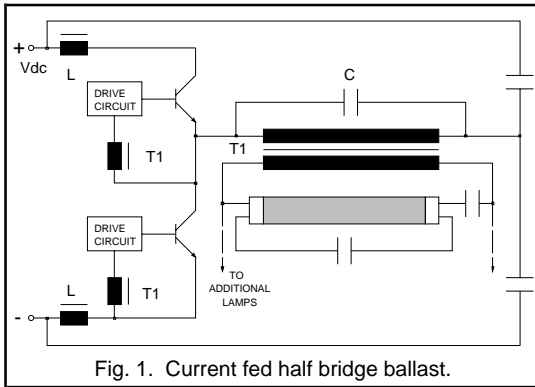 +
Vdc
L
C
DRIVE
CIRCUIT
T1
T1
DRIVE
CIRCUIT
L
T1
-
TO
ADDITIONAL
LAMPS
Fig. 1. Current fed half bridge ballast.